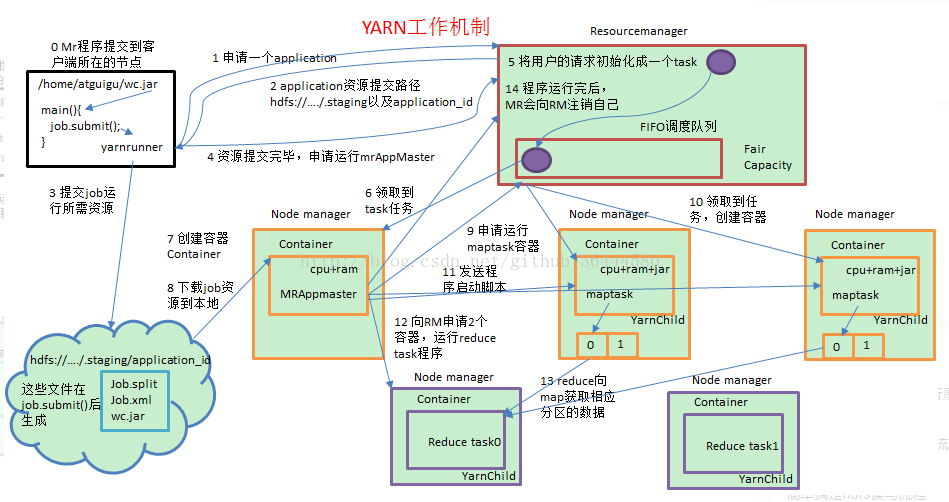 YARN工作机制
0 Mr程序提交到客
户端所在的节点
/home/atguigu/wc.jar
main(){
job.submit();
}
yarnrunner
1 申请一个application
2 application资源提交路径
hdfs://..../.staging以及application_id
4 资源提交完毕，申请运行mrAppMaster
Resourcemanager
5 将用户的请求初始化成一个task
14 程序运行完后，
MR会向RM注销自己
FIFO调度队列
Fair
Capacity
3 提交job运
行所需资源
6 领取到
task任务
7 创建容器
Container
8 下载job资
源到本地
Node manager
Container
cpu+ram
MRAppmaster
9 申请运行
maptask容器
11 发送程
序启动脚本
12 向RM申请2个
容器，运行reduce
task程序
Node manager
Container
cpu+ram+jar
maptask
YarnChild
0
1
10 领取到任
务，创建容器
Node manager
Container
cpu+ram+jar
maptask
YarnChild
0
1
hdfs://..../.staging/application_id
这些文件在
job.submit()后
生成
Job.split
Job.xml
wc.jar
Node manager
Container
Reduce task0
YarnChild
13 reduce向
map获取相应
分区的数据
Node manager
Container
Reduce task1
YarnChild